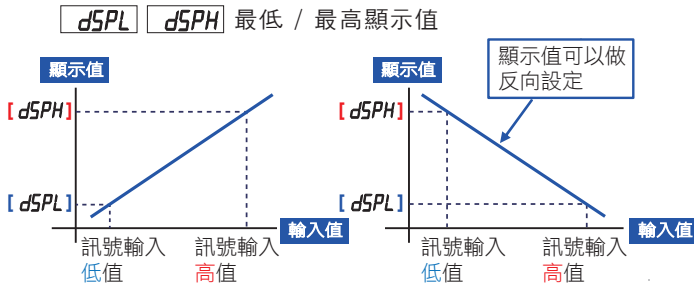 dSPL dSPH 最低 / 最高顯示值
顯示值
[ dSPH ]
[ dSPL ]
輸入值
訊號輸入
低值
訊號輸入
高值
顯示值
顯示值可以做
反向設定
[ dSPH ]
[ dSPL ]
輸入值
訊號輸入
低值
訊號輸入
高值